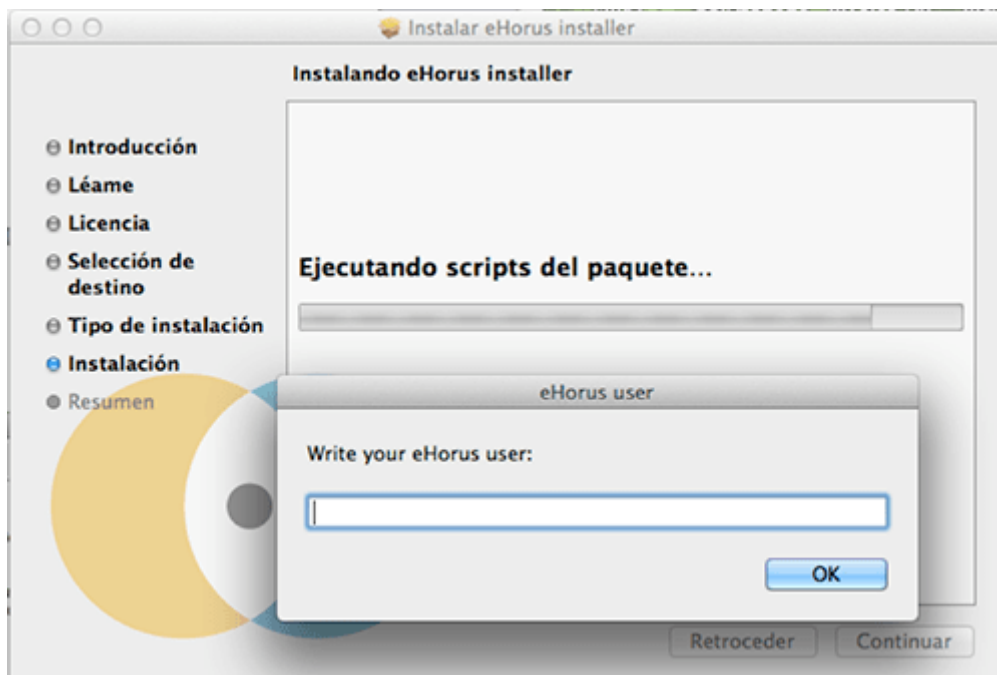 Instalar eHorus installer
Instalando eHorus installer
Introducción
Léame
Licencia
Selección de
destino
Tipo de instalación
Instalación
Resumen
Ejecutando scripts del paquete...
eHorus user
Write your eHorus user:
OK
Retroceder
Continuar